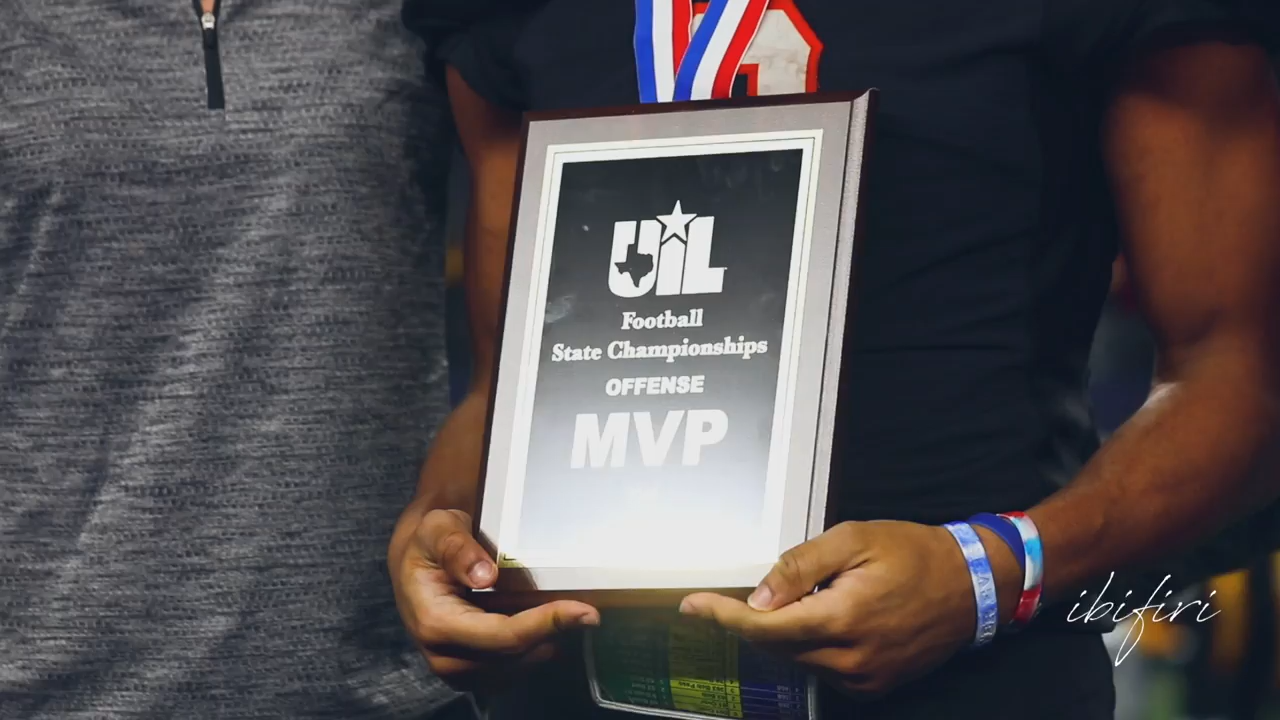 UIL
Football
State Championships
OFFENSE
MVP
ibifiri